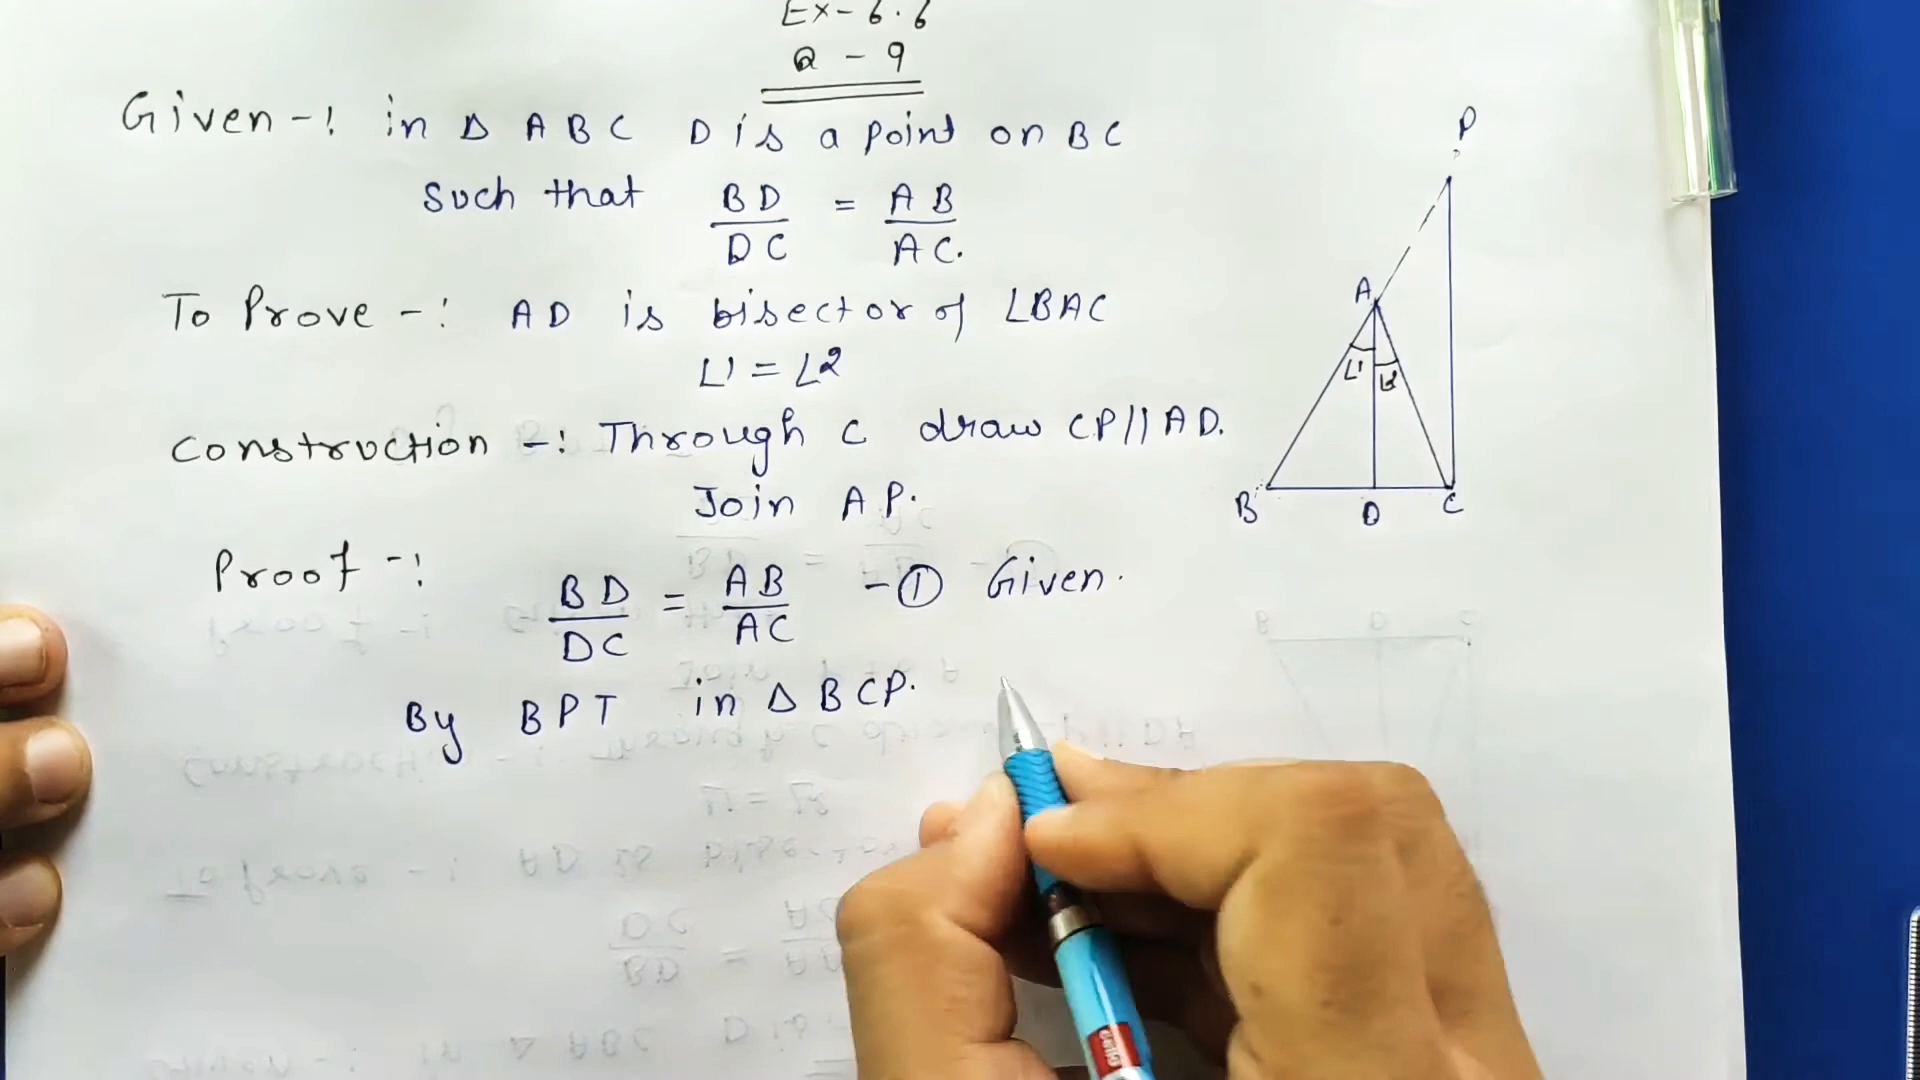 Ex- 6.6
Q - 9
Given -: in Δ ABC D is a point on BC
Such that BD/DC = AB/AC.
To Prove -: AD is bisector of ∠BAC
∠1 = ∠2
Construction -: Through C draw CP//AD.
Join AP.
Proof -: BD/DC = AB/AC - ① Given.
By BPT in Δ BCP.
P
A
∠1 ∠2
B D C